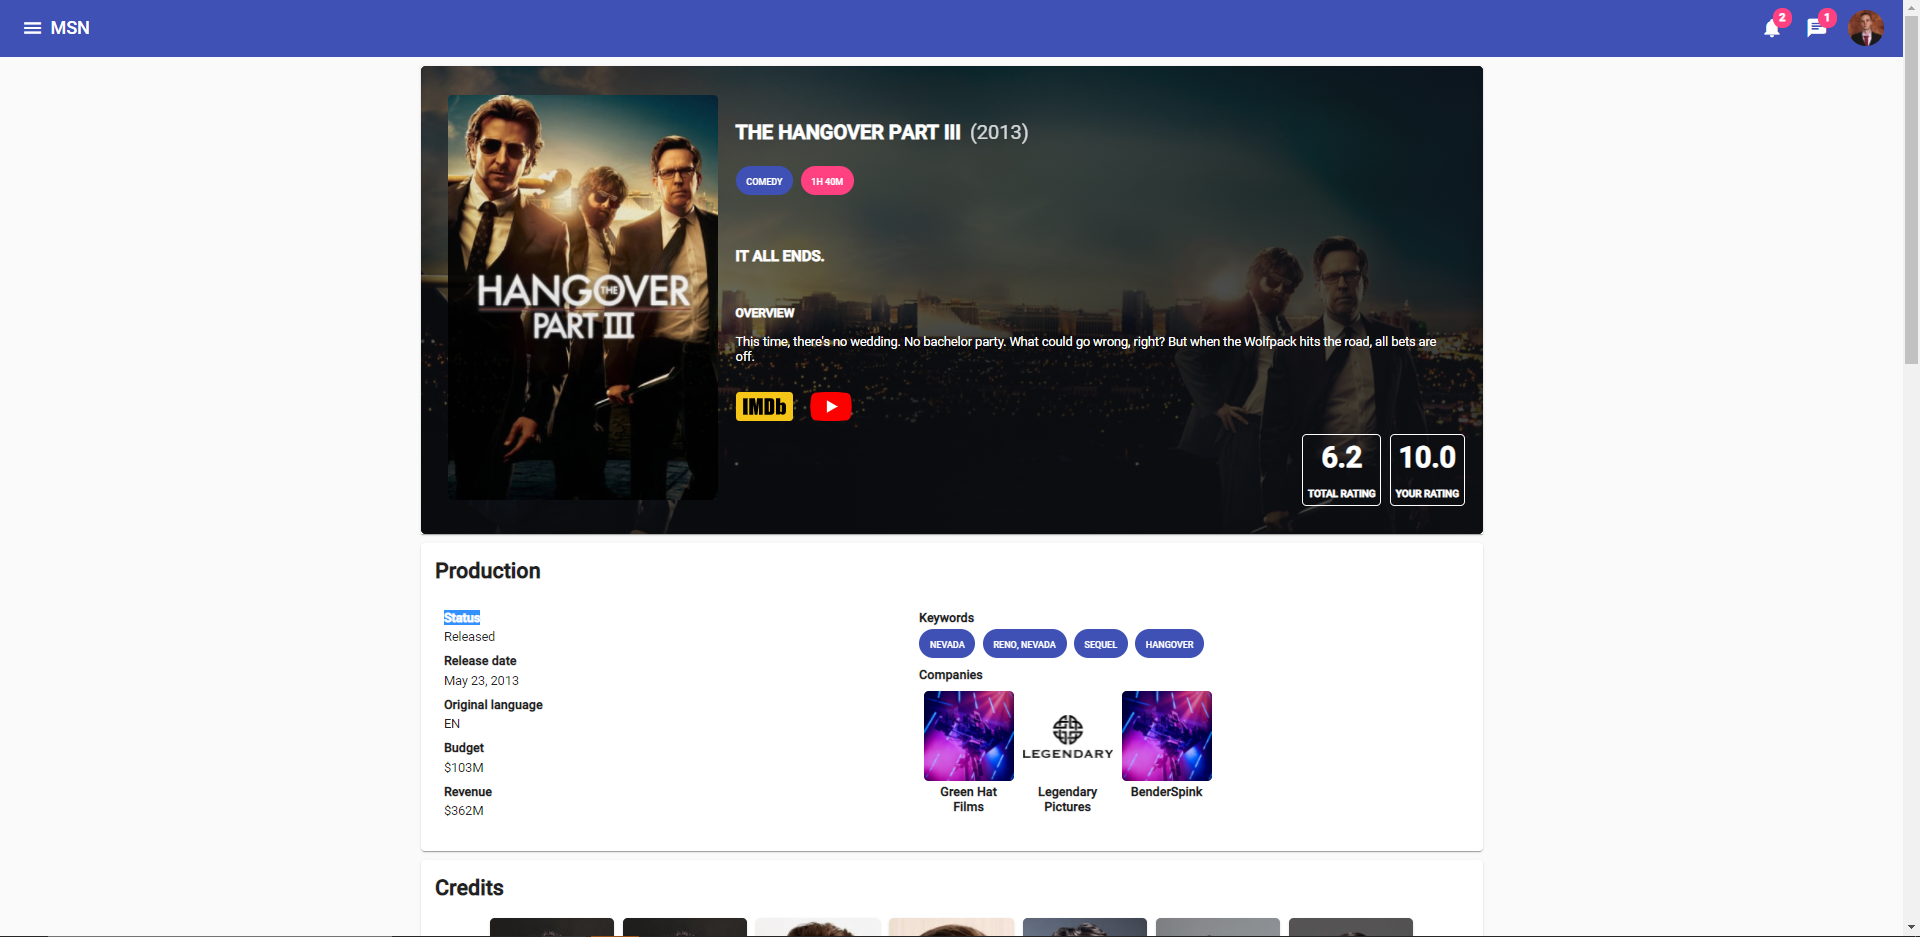 MSN
2
1
HANGOVER
THE
PART III
THE HANGOVER PART III (2013)
COMEDY
1H 40M
IT ALL ENDS.
OVERVIEW
This time, there's no wedding. No bachelor party. What could go wrong, right? But when the Wolfpack hits the road, all bets are
off.
IMDb
6.2
TOTAL RATING
10.0
YOUR RATING
Production
Status
Released
Release date
May 23, 2013
Original language
EN
Budget
$103M
Revenue
$362M
Keywords
NEVADA
RENO, NEVADA
SEQUEL
HANGOVER
Companies
LEGENDARY
Green Hat
Films
Legendary
Pictures
BenderSpink
Credits